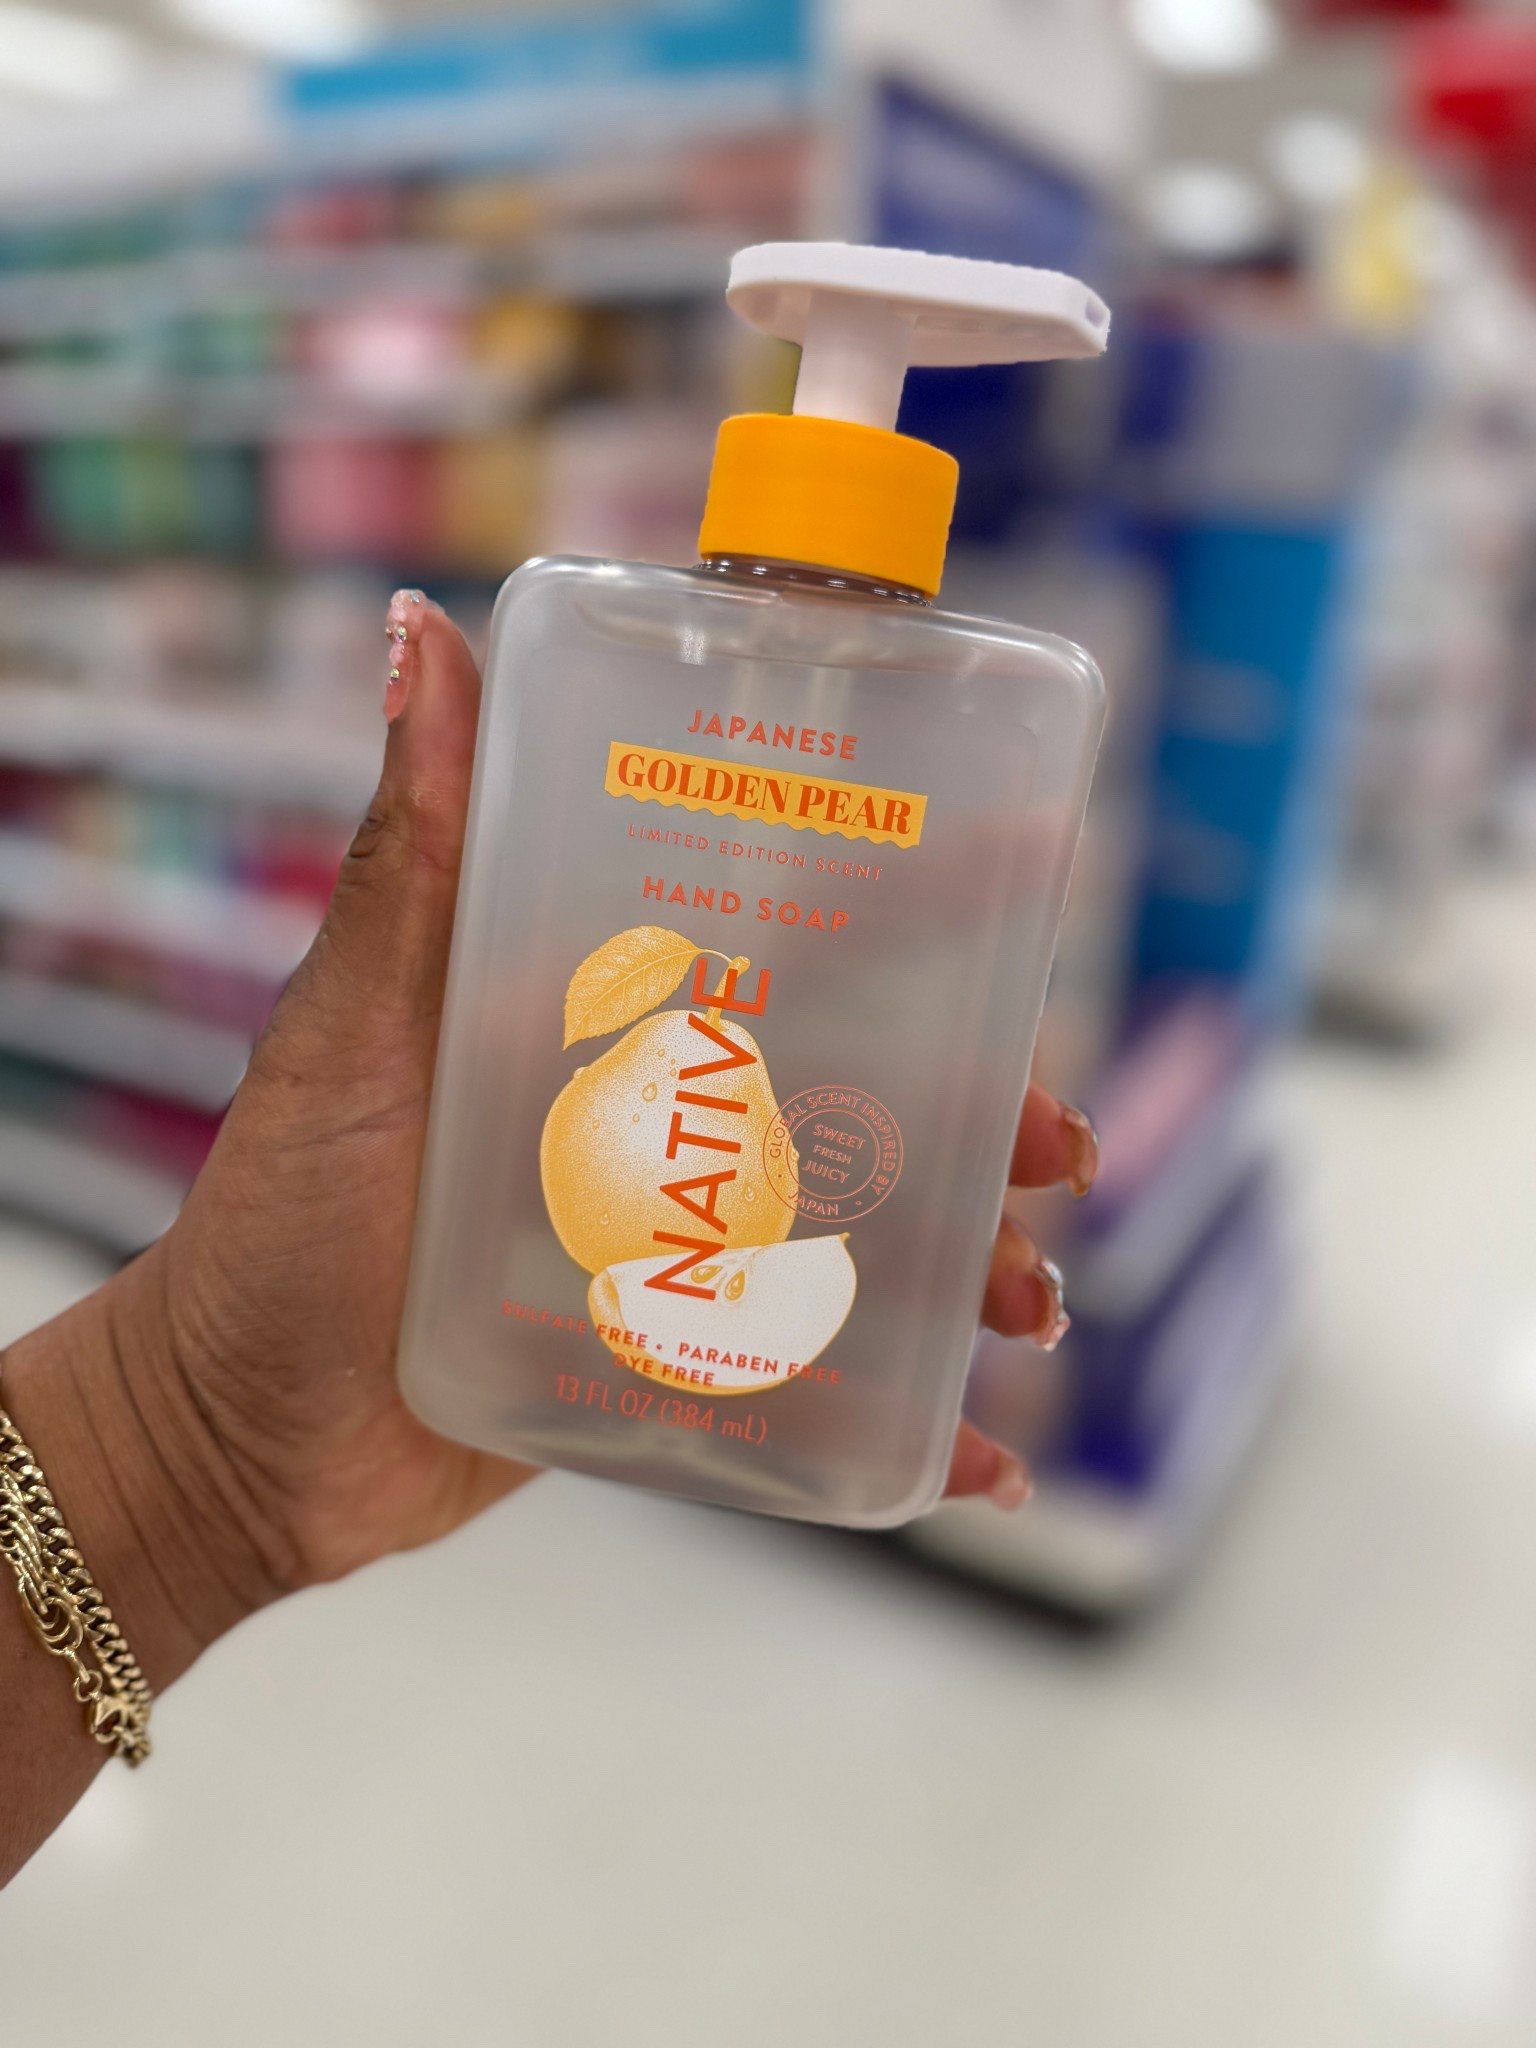 JAPANESE
GOLDEN PEAR
LIMITED EDITION SCENT
HAND SOAP
NATIVE
GLOBAL SCENT INSPIRED BY
JAPAN
SWEET
FRESH
JUICY
SULFATE FREE • PARABEN FREE
DYE FREE
13 FL OZ (384 mL)